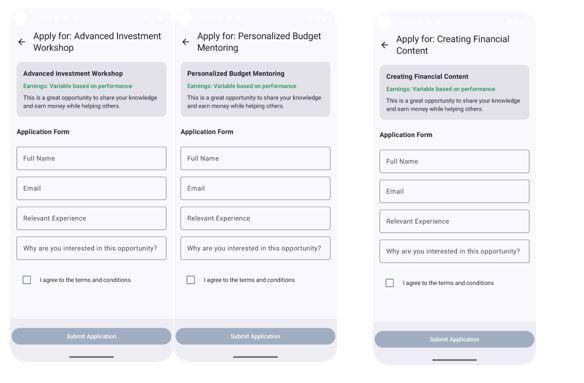 Apply for: Advanced Investment
Workshop
Advanced Investment Workshop
Earnings: Variable based on performance
This is a great opportunity to share your knowledge
and earn money while helping others.
Application Form
Full Name
Email
Relevant Experience
Why are you interested in this opportunity?
I agree to the terms and conditions
Submit Application
Apply for: Personalized Budget
Mentoring
Personalized Budget Mentoring
Earnings: Variable based on performance
This is a great opportunity to share your knowledge
and earn money while helping others.
Application Form
Full Name
Email
Relevant Experience
Why are you interested in this opportunity?
I agree to the terms and conditions
Submit Application
Apply for: Creating Financial
Content
Creating Financial Content
Earnings: Variable based on performance
This is a great opportunity to share your knowledge
and earn money while helping others.
Application Form
Full Name
Email
Relevant Experience
Why are you interested in this opportunity?
I agree to the terms and conditions
Submit Application